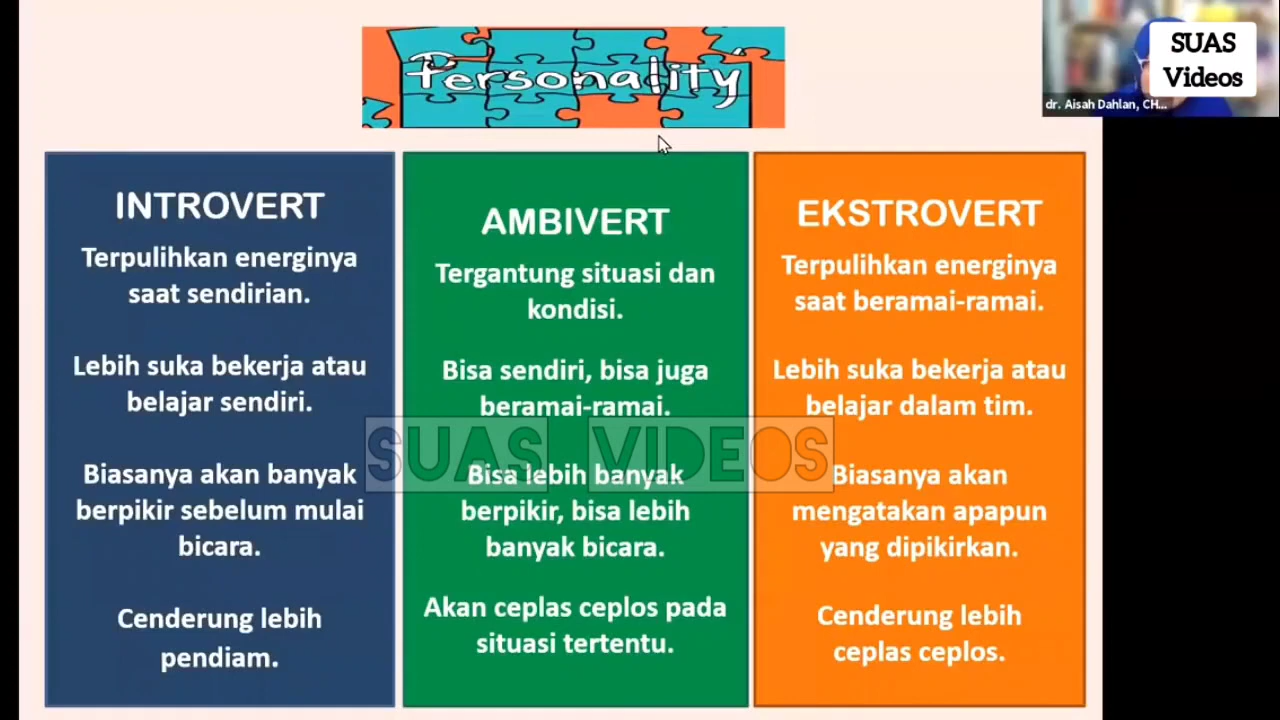 Personality
SUAS
Videos
dr. Aisah Dahlan, CH...
INTROVERT
Terpulihkan energinya
saat sendirian.
Lebih suka bekerja atau
belajar sendiri.
Biasanya akan banyak
berpikir sebelum mulai
bicara.
Cenderung lebih
pendiam.
AMBIVERT
Tergantung situasi dan
kondisi.
Bisa sendiri, bisa juga
beramai-ramai.
Bisa lebih banyak
berpikir, bisa lebih
banyak bicara.
Akan ceplas ceplos pada
situasi tertentu.
EKSTROVERT
Terpulihkan energinya
saat beramai-ramai.
Lebih suka bekerja atau
belajar dalam tim.
Biasanya akan
mengatakan apapun
yang dipikirkan.
Cenderung lebih
ceplas ceplos.
SUAS VIDEOS